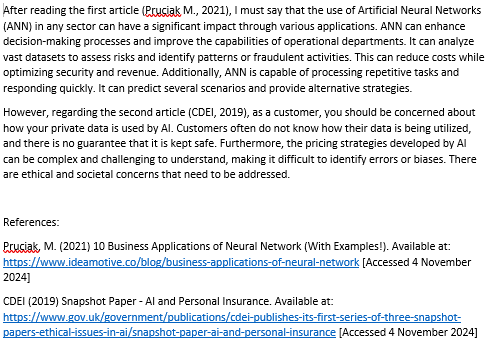 After reading the first article (Pruciak M., 2021), I must say that the use of Artificial Neural Networks
(ANN) in any sector can have a significant impact through various applications. ANN can enhance
decision-making processes and improve the capabilities of operational departments. It can analyze
vast datasets to assess risks and identify patterns or fraudulent activities. This can reduce costs while
optimizing security and revenue. Additionally, ANN is capable of processing repetitive tasks and
responding quickly. It can predict several scenarios and provide alternative strategies.
However, regarding the second article (CDEI, 2019), as a customer, you should be concerned about
how your private data is used by AI. Customers often do not know how their data is being utilized,
and there is no guarantee that it is kept safe. Furthermore, the pricing strategies developed by AI
can be complex and challenging to understand, making it difficult to identify errors or biases. There
are ethical and societal concerns that need to be addressed.
References:
Pruciak, M. (2021) 10 Business Applications of Neural Network (With Examples!). Available at:
https://www.ideamotive.co/blog/business-applications-of-neural-network [Accessed 4 November
2024]
CDEI (2019) Snapshot Paper - AI and Personal Insurance. Available at:
https://www.gov.uk/government/publications/cdei-publishes-its-first-series-of-three-snapshot-
papers-ethical-issues-in-ai/snapshot-paper-ai-and-personal-insurance [Accessed 4 November 2024]